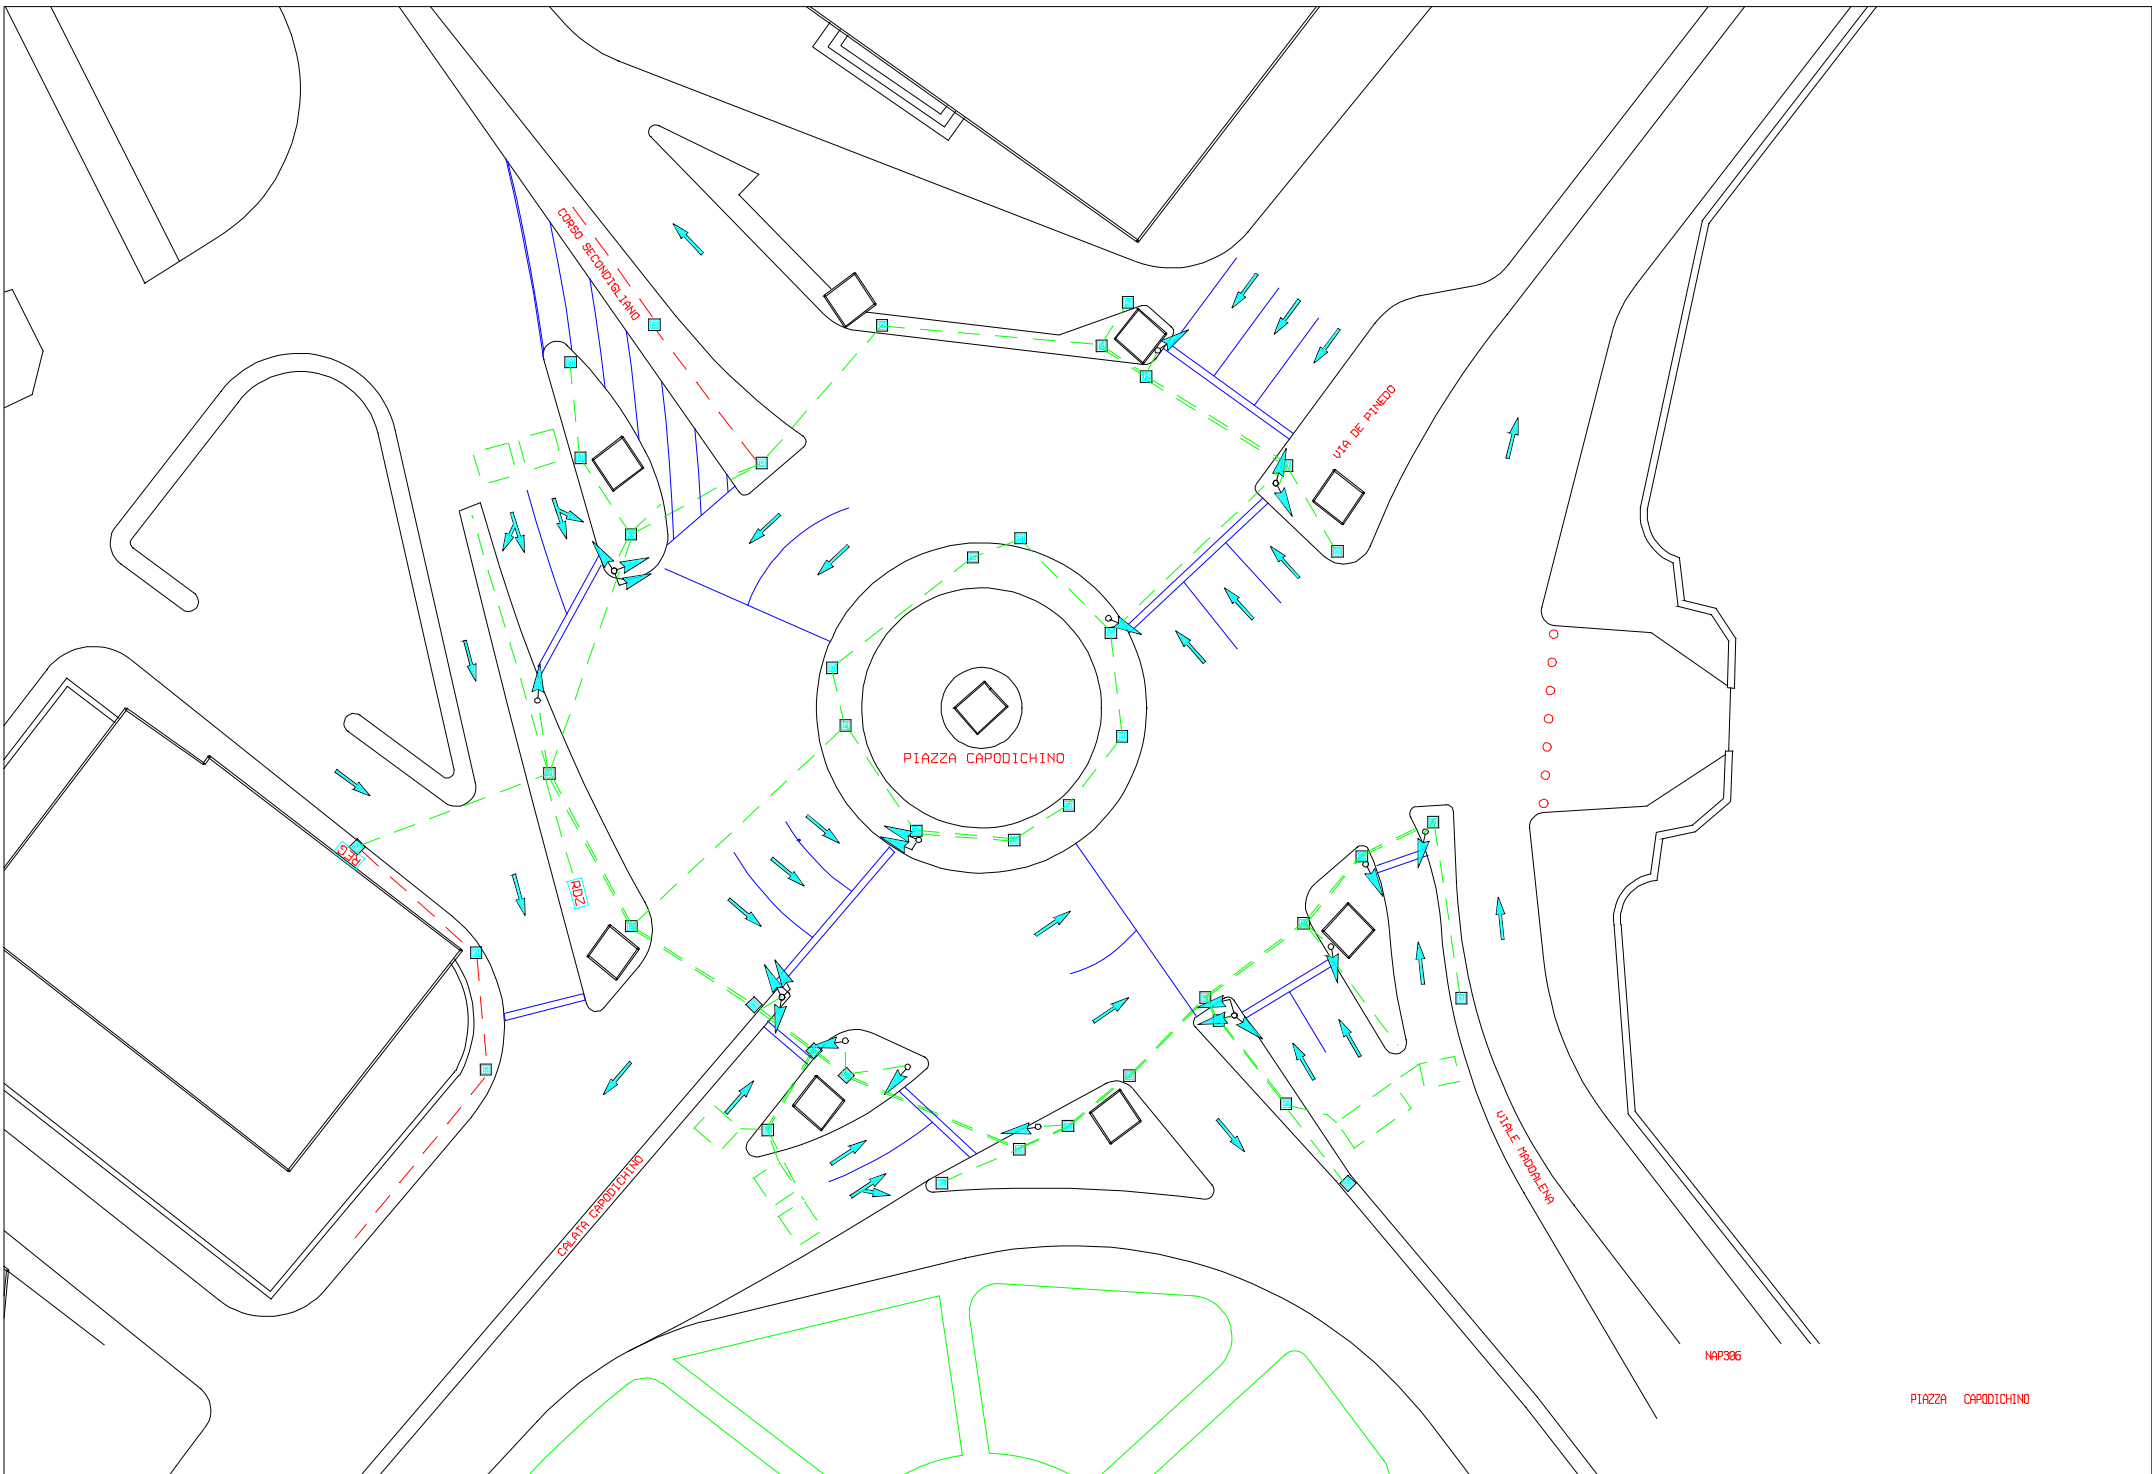 CORSO SECONDIGLIANO
VIA DE PINEDO
PIAZZA CAPODICHINO
REG
RDZ
CALATA CAPODICHINO
VIALE MADDALENA
NAP306
PIAZZA CAPODICHINO